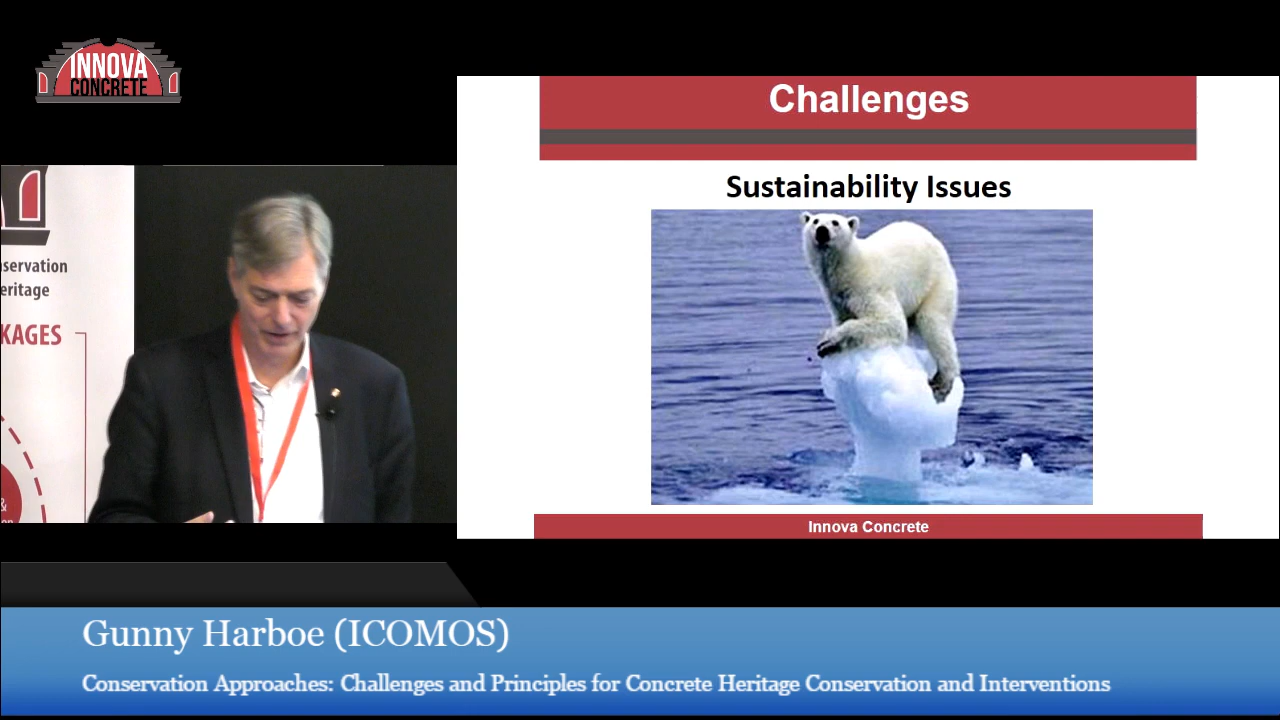 INNOVA
CONCRETE
Challenges
Sustainability Issues
Innova Concrete
nservation
eritage
KAGES
&
Gunny Harboe (ICOMOS)
Conservation Approaches: Challenges and Principles for Concrete Heritage Conservation and Interventions